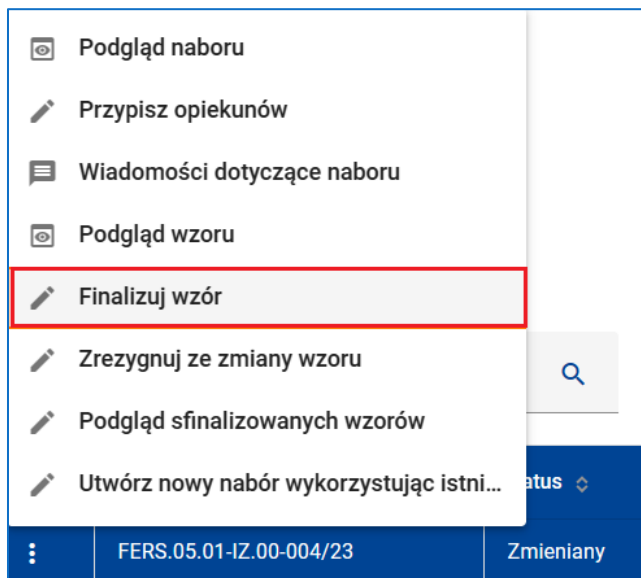 Podgląd naboru
Przypisz opiekunów
Wiadomości dotyczące naboru
Podgląd wzoru
Finalizuj wzór
Zrezygnuj ze zmiany wzoru
Podgląd sfinalizowanych wzorów
Utwórz nowy nabór wykorzystując istni...
atus
FERS.05.01-IZ.00-004/23 Zmieniany